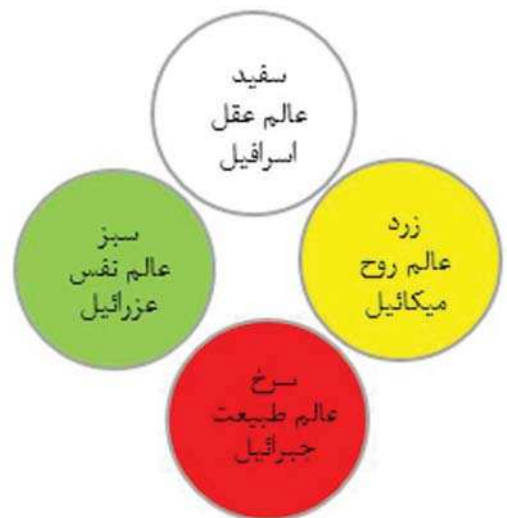 سفید
عالم عقل
اسرافیل
زرد
عالم روح
میکائیل
سبز
عالم نفس
عزرائیل
سرخ
عالم طبیعت
جبرائیل